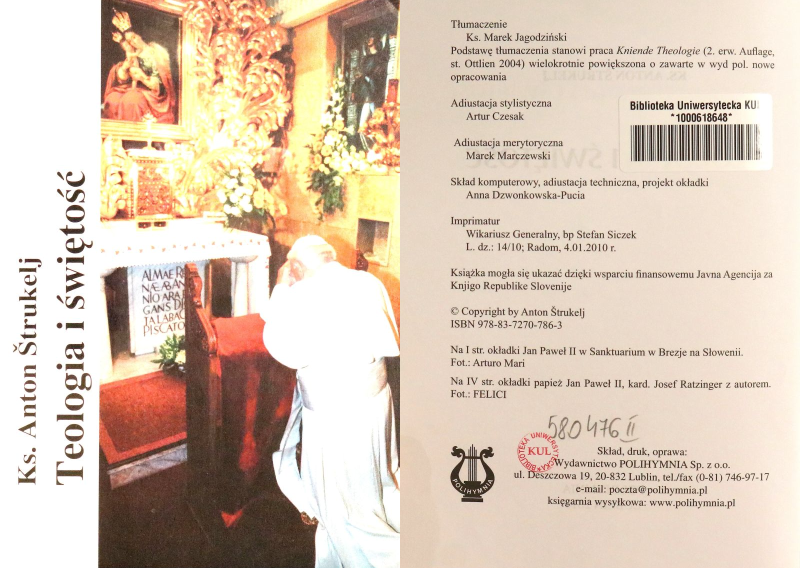 Ks. Anton Štrukelj
Teologia i świętość
ALMAE RE
NÆ ABAN
NIO ARA
GANS DI
TA LABAC
PISCATO
Tłumaczenie
Ks. Marek Jagodziński
Podstawę tłumaczenia stanowi praca Kniende Theologie (2. erw. Auflage,
st. Ottlien 2004) wielokrotnie powiększona o zawarte w wyd pol. nowe
opracowania
Adiustacja stylistyczna
Artur Czesak
Adiustacja merytoryczna
Marek Marczewski
Skład komputerowy, adiustacja techniczna, projekt okładki
Anna Dzwonkowska-Pucia
Imprimatur
Wikariusz Generalny, bp Stefan Siczek
L. dz.: 14/10; Radom, 4.01.2010 r.
Książka mogła się ukazać dzięki wsparciu finansowemu Javna Agencija za
Knjigo Republike Slovenije
© Copyright by Anton Štrukelj
ISBN 978-83-7270-786-3
Na I str. okładki Jan Paweł II w Sanktuarium w Brezje na Słowenii.
Fot.: Arturo Mari
Na IV str. okładki papież Jan Paweł II, kard. Josef Ratzinger z autorem.
Fot.: FELICI
Biblioteka Uniwersytecka KUL
*1000618648*
580476 II
BIBLIOTEKA UNIWERSYTECKA
KUL
POLIHYMNIA
Skład, druk, oprawa:
Wydawnictwo POLIHYMNIA Sp. z o.o.
ul. Deszczowa 19, 20-832 Lublin, tel./fax (0-81) 746-97-17
e-mail: poczta@polihymnia.pl
księgarnia wysyłkowa: www.polihymnia.pl